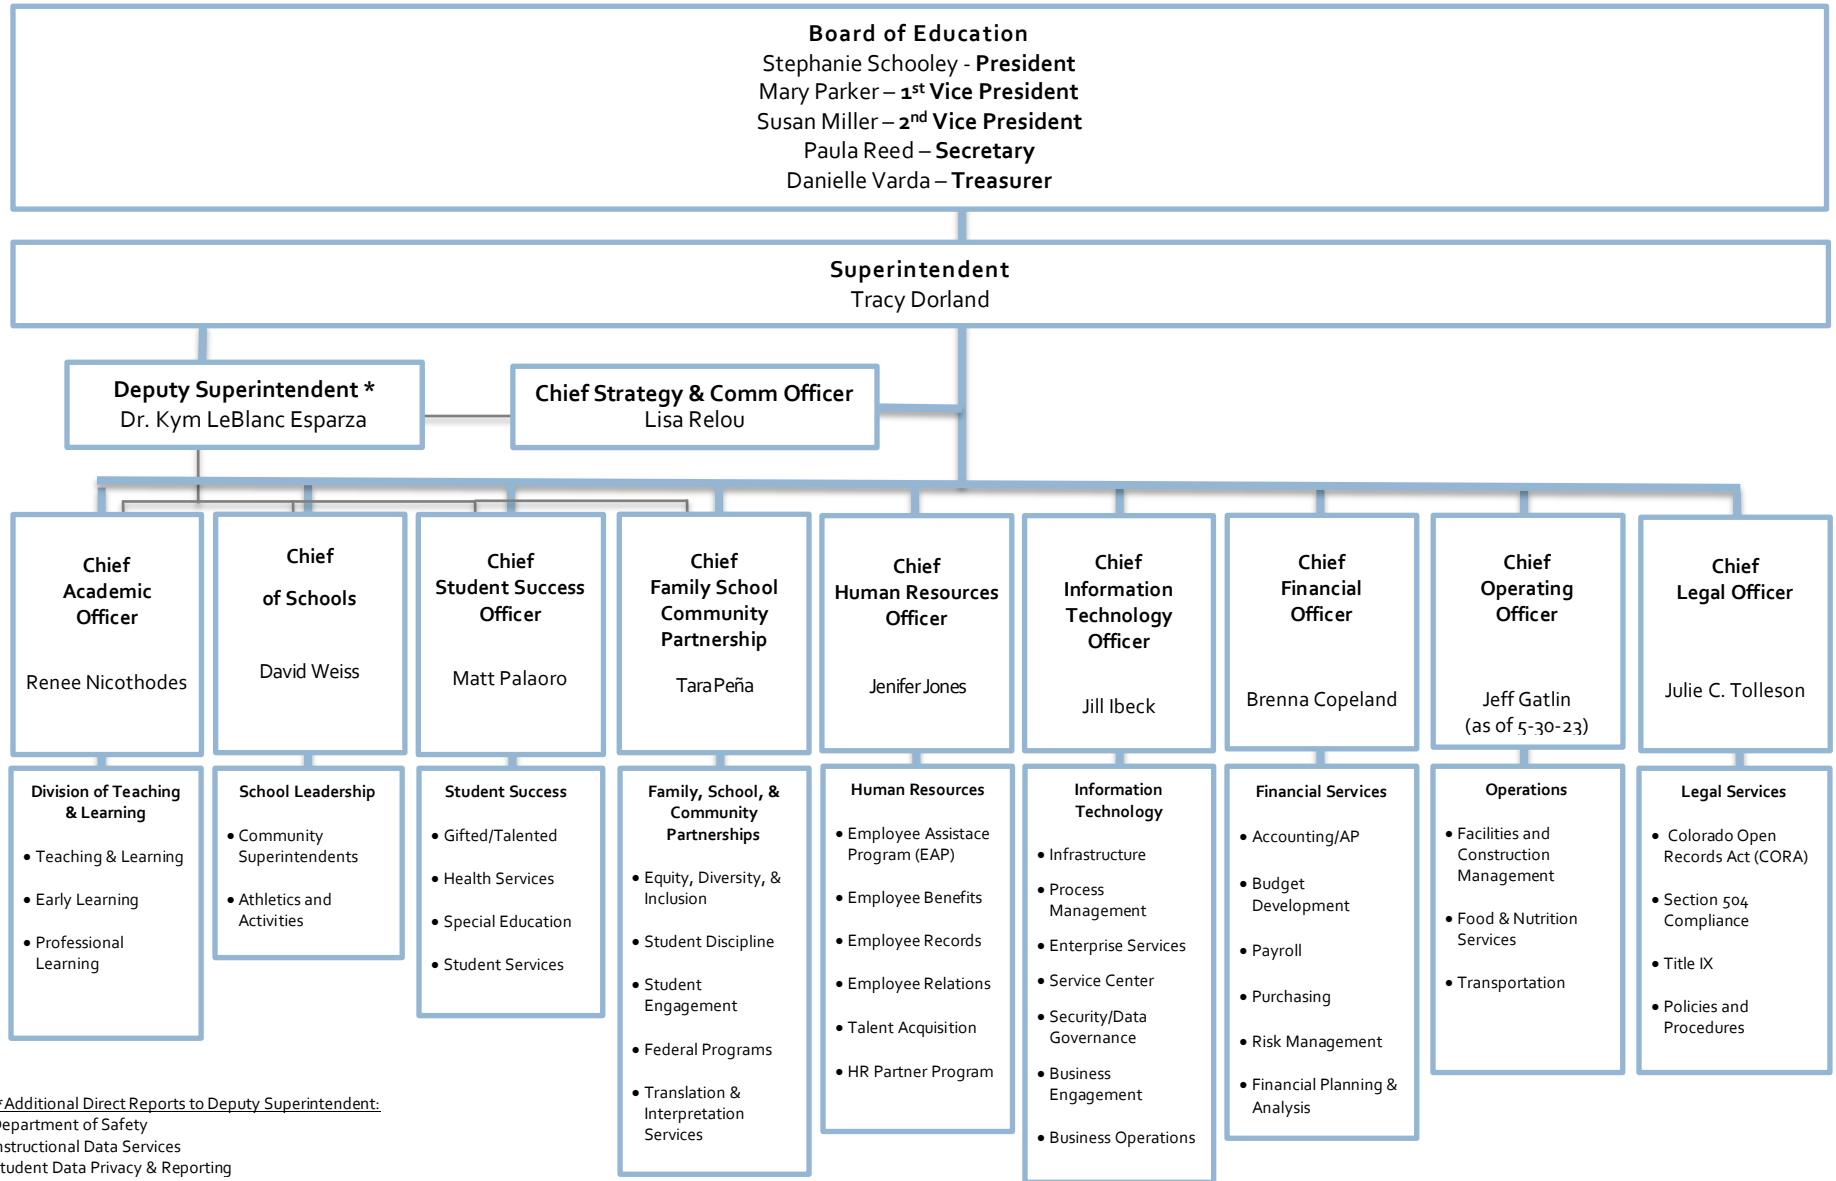 Board of Education
Stephanie Schooley - President
Mary Parker – 1st Vice President
Susan Miller – 2nd Vice President
Paula Reed – Secretary
Danielle Varda – Treasurer
Superintendent
Tracy Dorland
Deputy Superintendent *
Dr. Kym LeBlanc Esparza
Chief Strategy & Comm Officer
Lisa Relou
Chief
Academic
Officer
Renee Nicothodes
Chief
of Schools
David Weiss
Chief
Student Success
Officer
Matt Palaoro
Chief
Family School
Community
Partnership
Tara Peña
Chief
Human Resources
Officer
Jenifer Jones
Chief
Information
Technology
Officer
Jill Ibeck
Chief
Financial
Officer
Brenna Copeland
Chief
Operating
Officer
Jeff Gatlin
(as of 5-30-23)
Chief
Legal Officer
Julie C. Tolleson
Division of Teaching
& Learning
• Teaching & Learning
• Early Learning
• Professional
Learning
School Leadership
• Community
Superintendents
• Athletics and
Activities
Student Success
• Gifted/Talented
• Health Services
• Special Education
• Student Services
Family, School, &
Community
Partnerships
• Equity, Diversity, &
Inclusion
• Student Discipline
• Student
Engagement
• Federal Programs
• Translation &
Interpretation
Services
Human Resources
• Employee Assistace
Program (EAP)
• Employee Benefits
• Employee Records
• Employee Relations
• Talent Acquisition
• HR Partner Program
Information
Technology
• Infrastructure
• Process
Management
• Enterprise Services
• Service Center
• Security/Data
Governance
• Business
Engagement
• Business Operations
Financial Services
• Accounting/AP
• Budget
Development
• Payroll
• Purchasing
• Risk Management
• Financial Planning &
Analysis
Operations
• Facilities and
Construction
Management
• Food & Nutrition
Services
• Transportation
Legal Services
• Colorado Open
Records Act (CORA)
• Section 504
Compliance
• Title IX
• Policies and
Procedures
*Additional Direct Reports to Deputy Superintendent:
Department of Safety
nstructional Data Services
tudent Data Privacy & Reporting